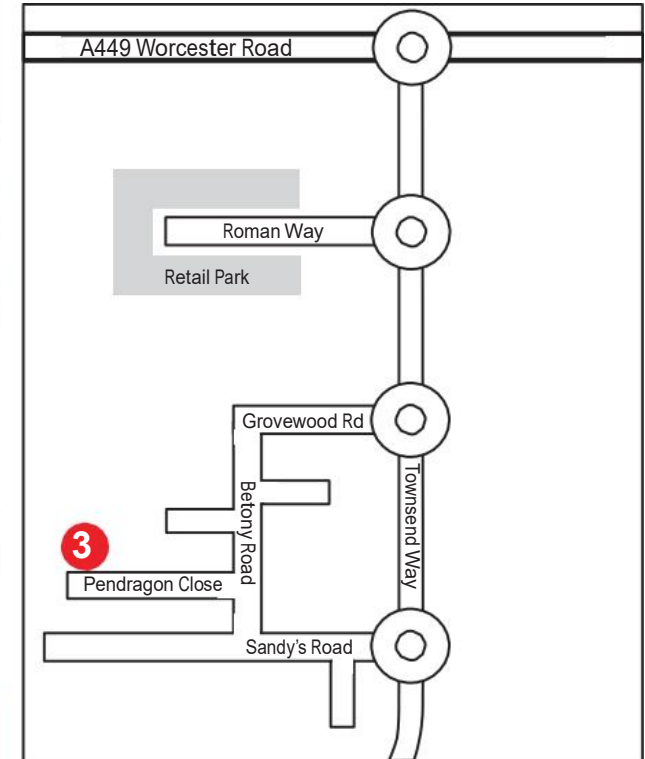 A449 Worcester Road
Roman Way
Retail Park
Grovewood Rd
Townsend Way
Betony Road
3
Pendragon Close
Sandy's Road